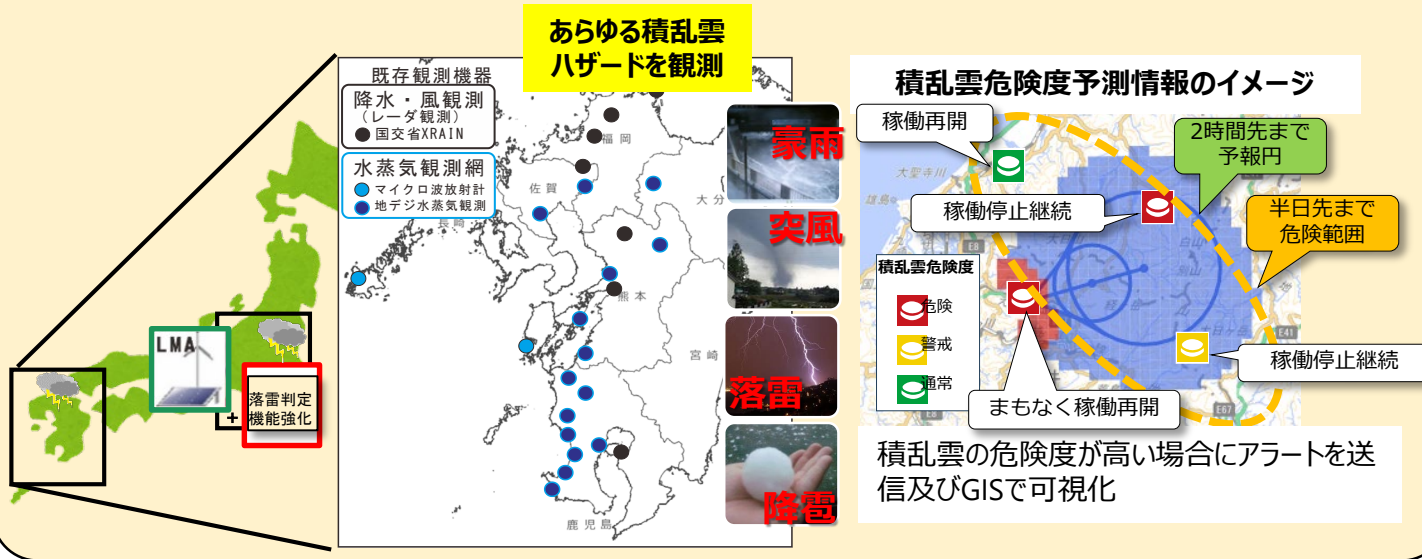 あらゆる積乱雲
ハザードを観測
既存観測機器
降水・風観測
(レーダ観測)
国交省XRAIN
水蒸気観測網
マイクロ波放射計
地デジ水蒸気観測
福岡
佐賀
長崎
大分
熊本
宮崎
鹿児島
豪雨
突風
落雷
降雹
LMA
+
落雷判定
機能強化
積乱雲危険度予測情報のイメージ
稼働再開
2時間先まで
予報円
大聖寺川
稼働停止継続
半日先まで
危険範囲
E8
白山
積乱雲危険度
危険
警戒
通常
E8
E41
稼働停止継続
まもなく稼働再開
E67
積乱雲の危険度が高い場合にアラートを送
信及びGISで可視化